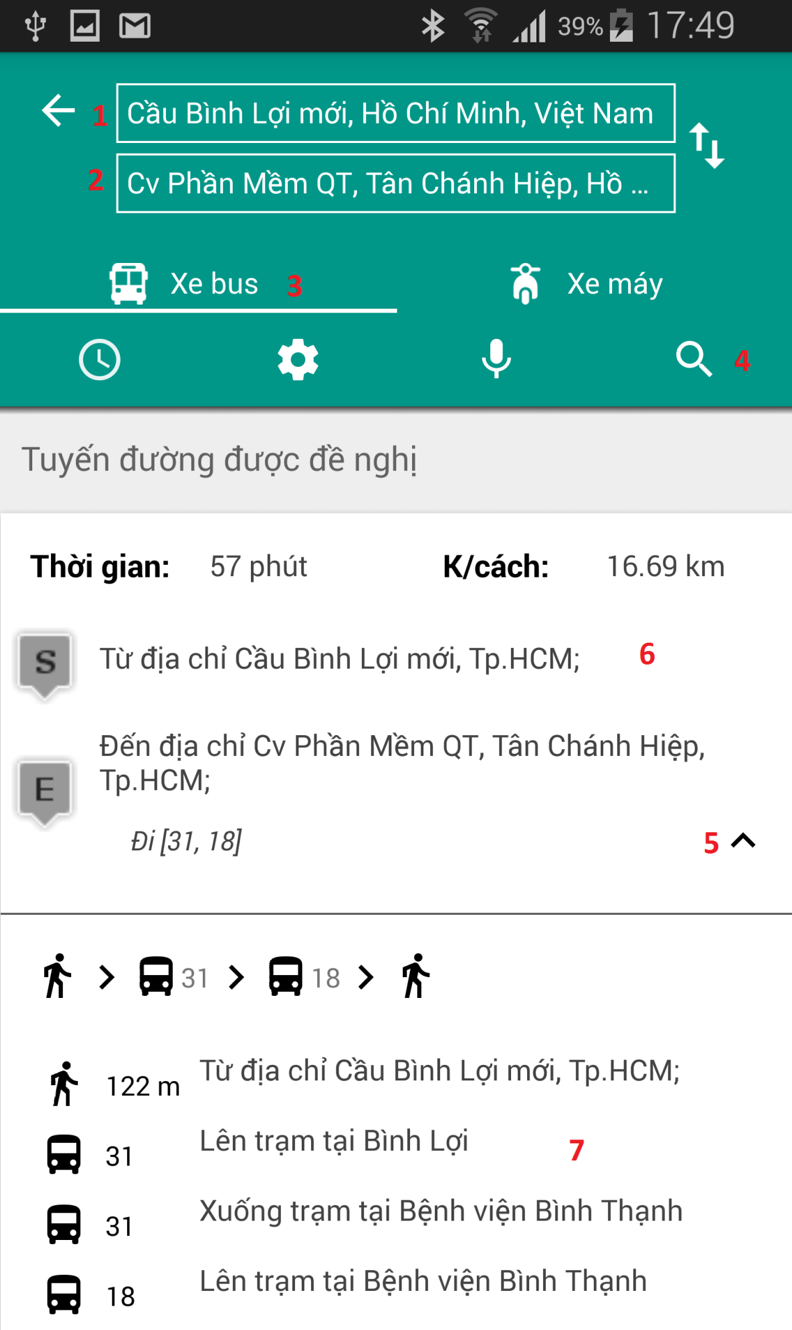 39% 17:49
1 Cầu Bình Lợi mới, Hồ Chí Minh, Việt Nam
2 Cv Phần Mềm QT, Tân Chánh Hiệp, Hồ ...
Xe bus 3 Xe máy
4
Tuyến đường được đề nghị
Thời gian: 57 phút K/cách: 16.69 km
S Từ địa chỉ Cầu Bình Lợi mới, Tp.HCM; 6
Đến địa chỉ Cv Phần Mềm QT, Tân Chánh Hiệp,
E Tp.HCM;
Đi [31, 18] 5
31 18
122 m Từ địa chỉ Cầu Bình Lợi mới, Tp.HCM;
31 Lên trạm tại Bình Lợi 7
31 Xuống trạm tại Bệnh viện Bình Thạnh
18 Lên trạm tại Bệnh viện Bình Thạnh